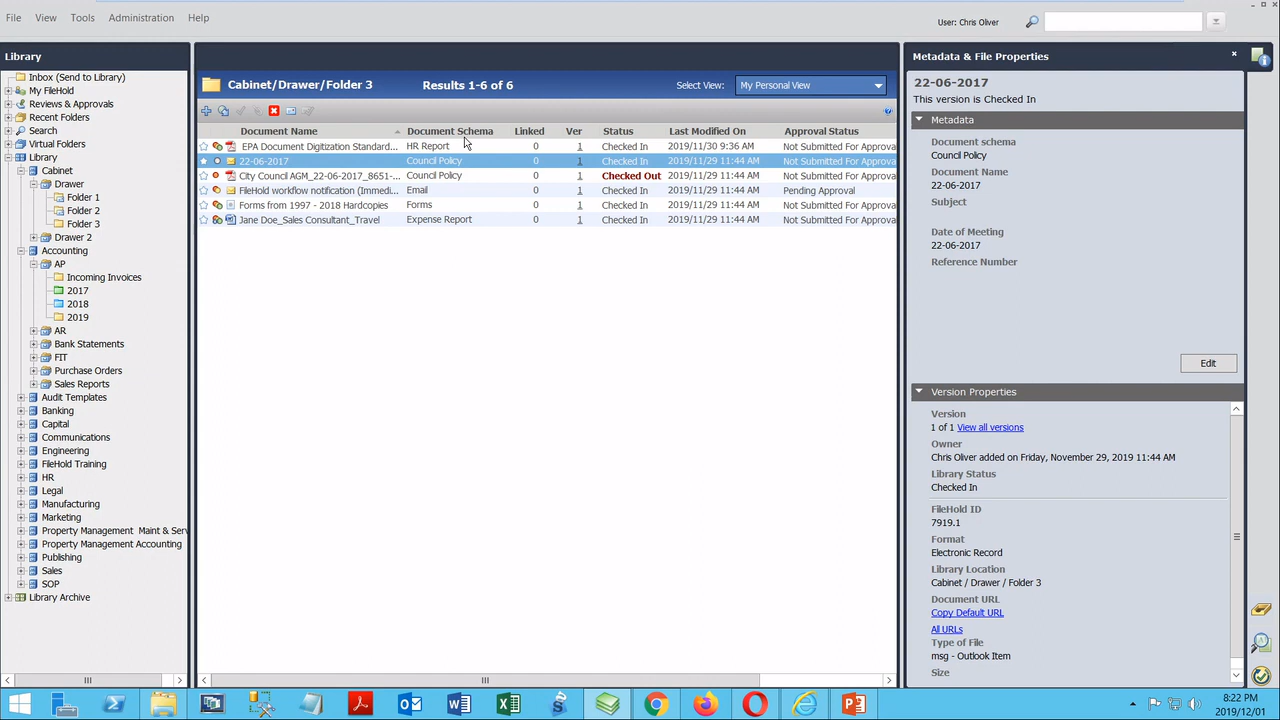 File View Tools Administration Help
User: Chris Oliver
Library
Inbox (Send to Library)
My FileHold
Reviews & Approvals
Recent Folders
Search
Virtual Folders
Library
Cabinet
Drawer
Folder 1
Folder 2
Folder 3
Drawer 2
Accounting
AP
Incoming Invoices
2017
2018
2019
AR
Bank Statements
FIT
Purchase Orders
Sales Reports
Audit Templates
Banking
Capital
Communications
Engineering
FileHold Training
HR
Legal
Manufacturing
Marketing
Property Management Maint & Serv
Property Management Accounting
Publishing
Sales
SOP
Library Archive
Cabinet/Drawer/Folder 3 Results 1-6 of 6 Select View: My Personal View
Document Name Document Schema Linked Ver Status Last Modified On Approval Status
EPA Document Digitization Standard... HR Report 0 1 Checked In 2019/11/30 9:36 AM Not Submitted For Approva
22-06-2017 Council Policy 0 1 Checked In 2019/11/29 11:44 AM Not Submitted For Approva
City Council AGM_22-06-2017_8651-... Council Policy 0 1 Checked Out 2019/11/29 11:44 AM Not Submitted For Approva
FileHold workflow notification (Immedi... Email 0 1 Checked In 2019/11/29 11:44 AM Pending Approval
Forms from 1997 - 2018 Hardcopies Forms 0 1 Checked In 2019/11/29 11:44 AM Not Submitted For Approva
Jane Doe_Sales Consultant_Travel Expense Report 0 1 Checked In 2019/11/29 11:44 AM Not Submitted For Approva
Metadata & File Properties
22-06-2017
This version is Checked In
Metadata
Document schema
Council Policy
Document Name
22-06-2017
Subject
Date of Meeting
22-06-2017
Reference Number
Edit
Version Properties
Version
1 of 1 View all versions
Owner
Chris Oliver added on Friday, November 29, 2019 11:44 AM
Library Status
Checked In
FileHold ID
7919.1
Format
Electronic Record
Library Location
Cabinet / Drawer / Folder 3
Document URL
Copy Default URL
All URLs
Type of File
msg - Outlook Item
Size
8:22 PM
2019/12/01